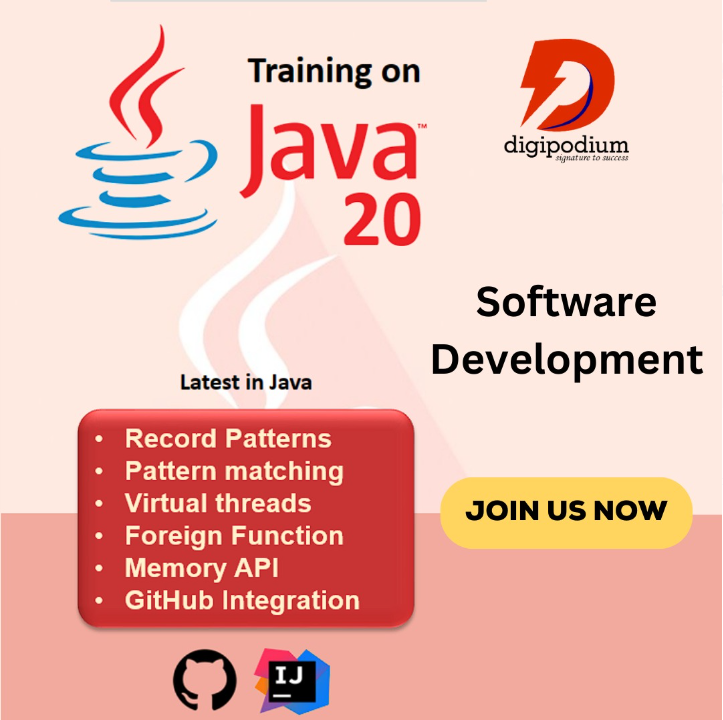 Training on
Java™
20
digipodium
signature to success
Software
Development
Latest in Java
• Record Patterns
• Pattern matching
• Virtual threads
• Foreign Function
• Memory API
• GitHub Integration
JOIN US NOW
IJ